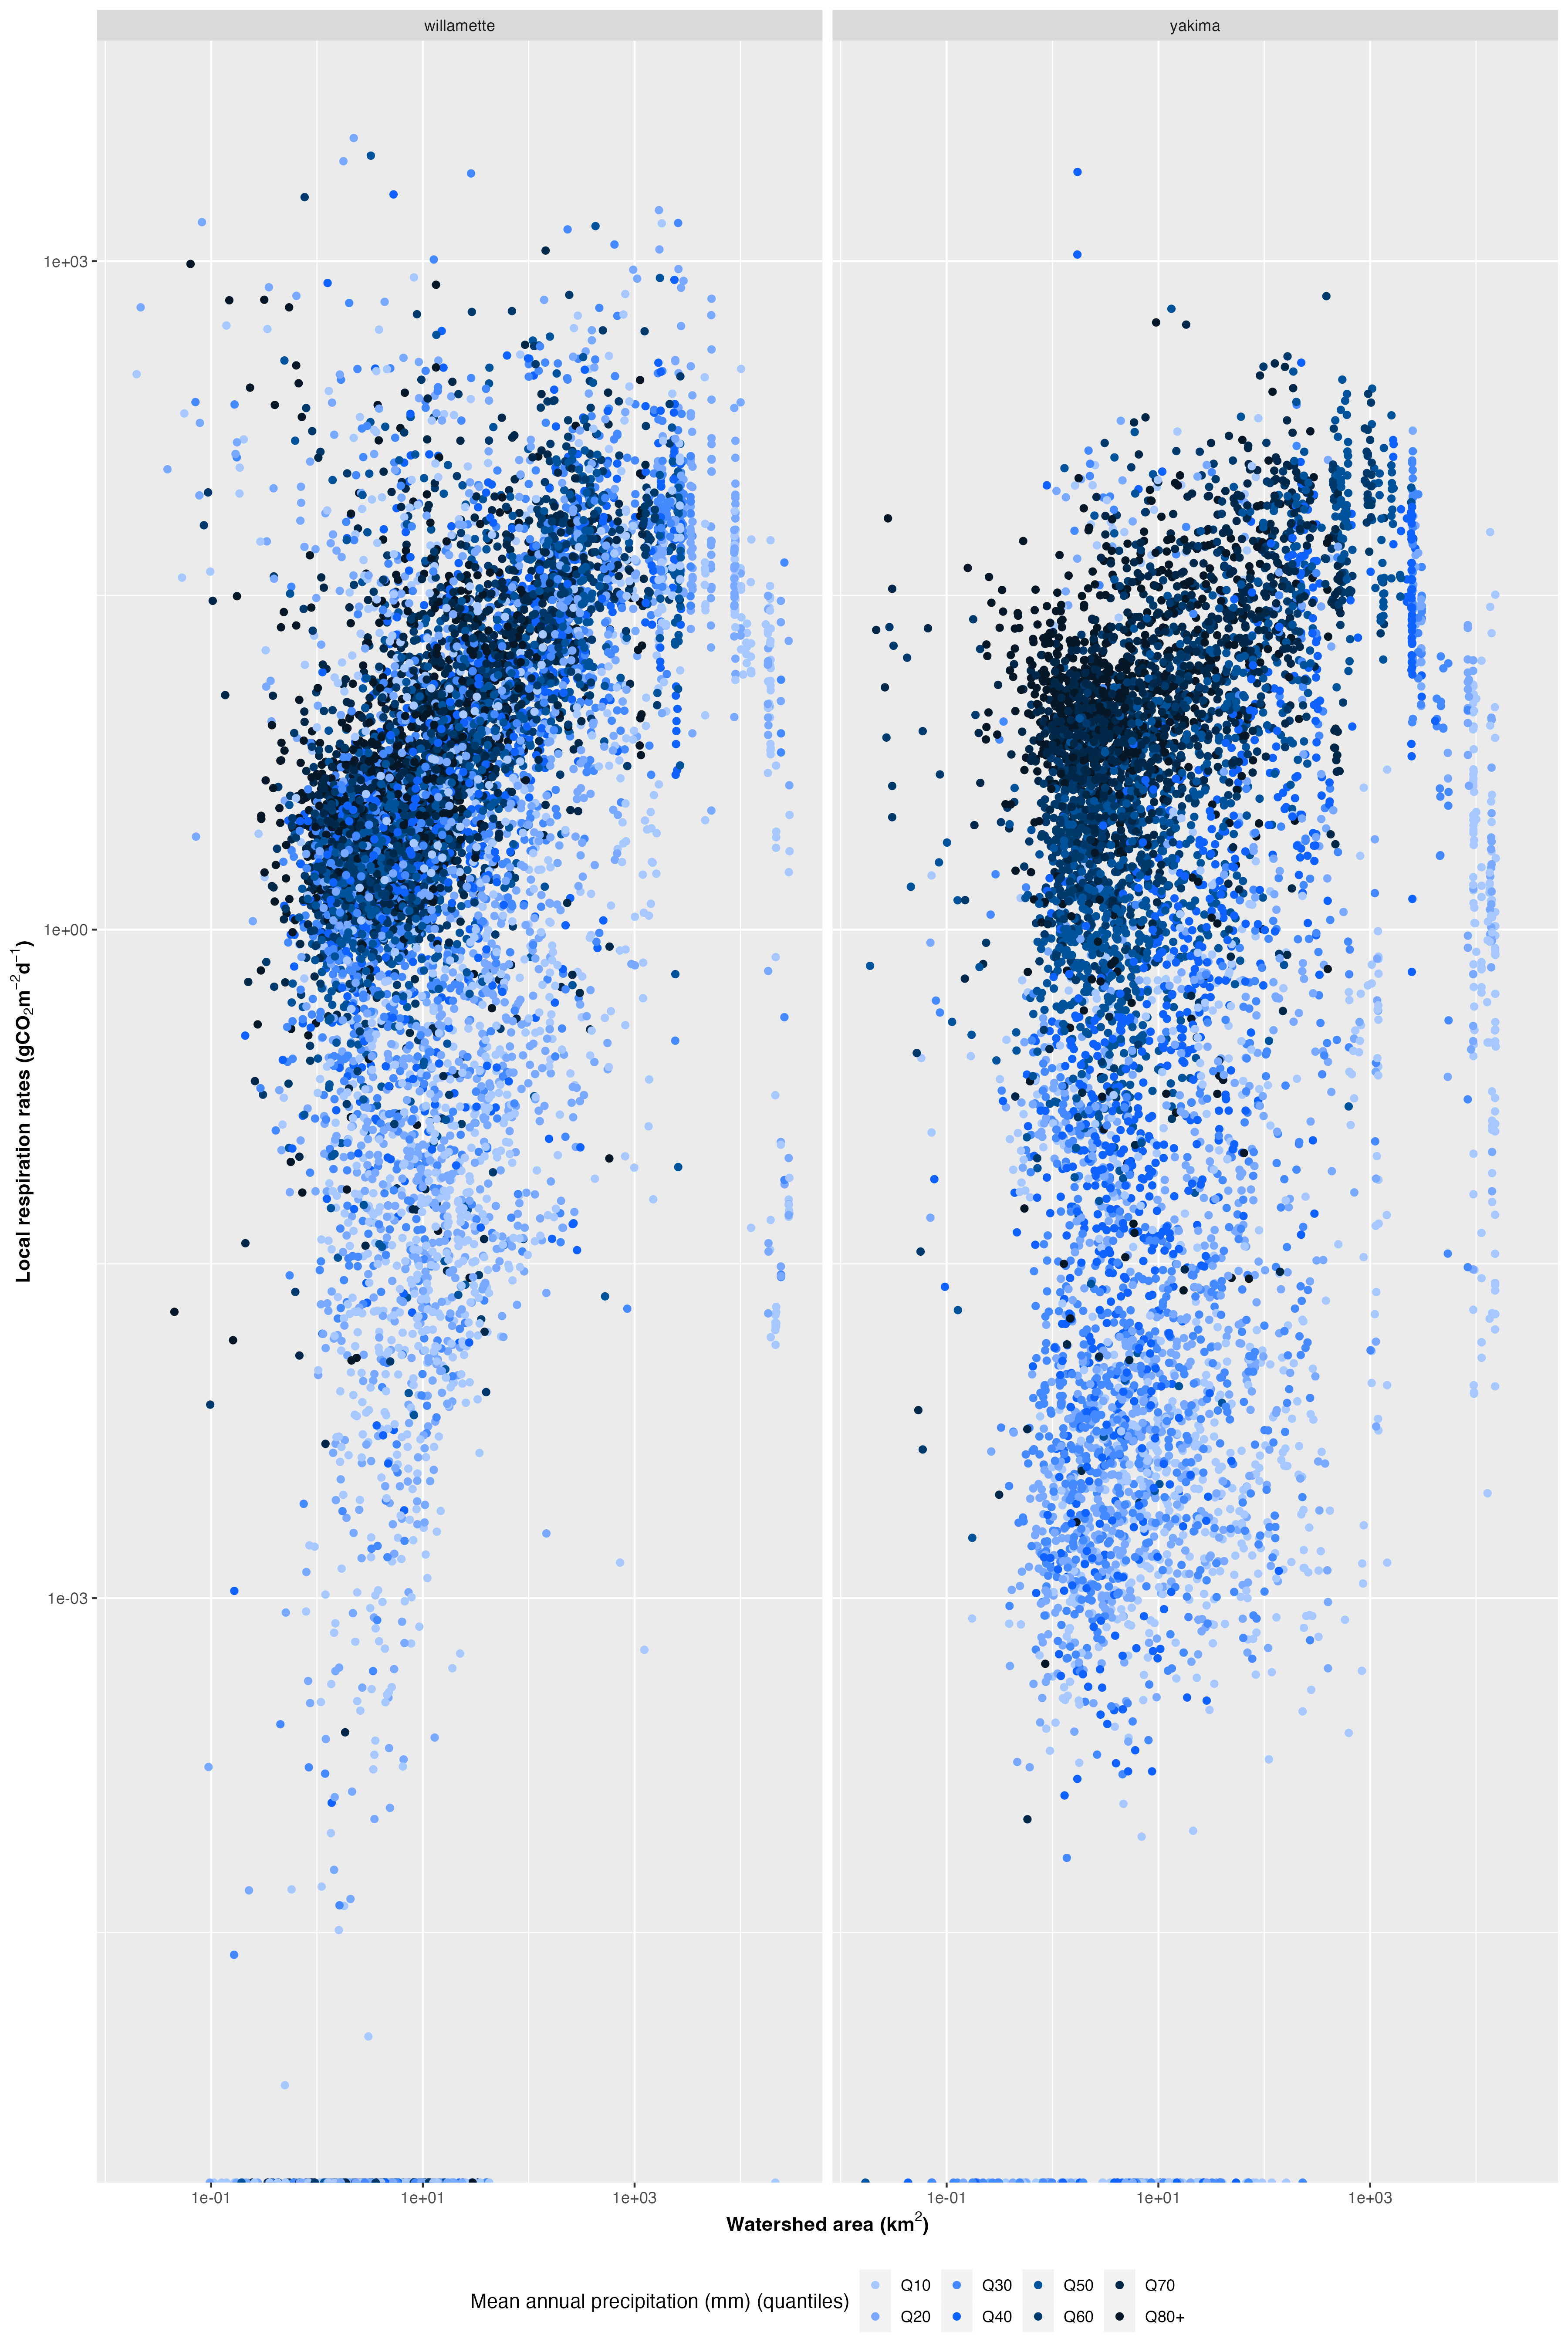 willamette
yakima
Local respiration rates (gCO₂m⁻²d⁻¹)
1e+03
1e+00
1e-03
1e-01 1e+01 1e+03 1e-01 1e+01 1e+03
Watershed area (km²)
Mean annual precipitation (mm) (quantiles)
Q10 Q30 Q50 Q70
Q20 Q40 Q60 Q80+